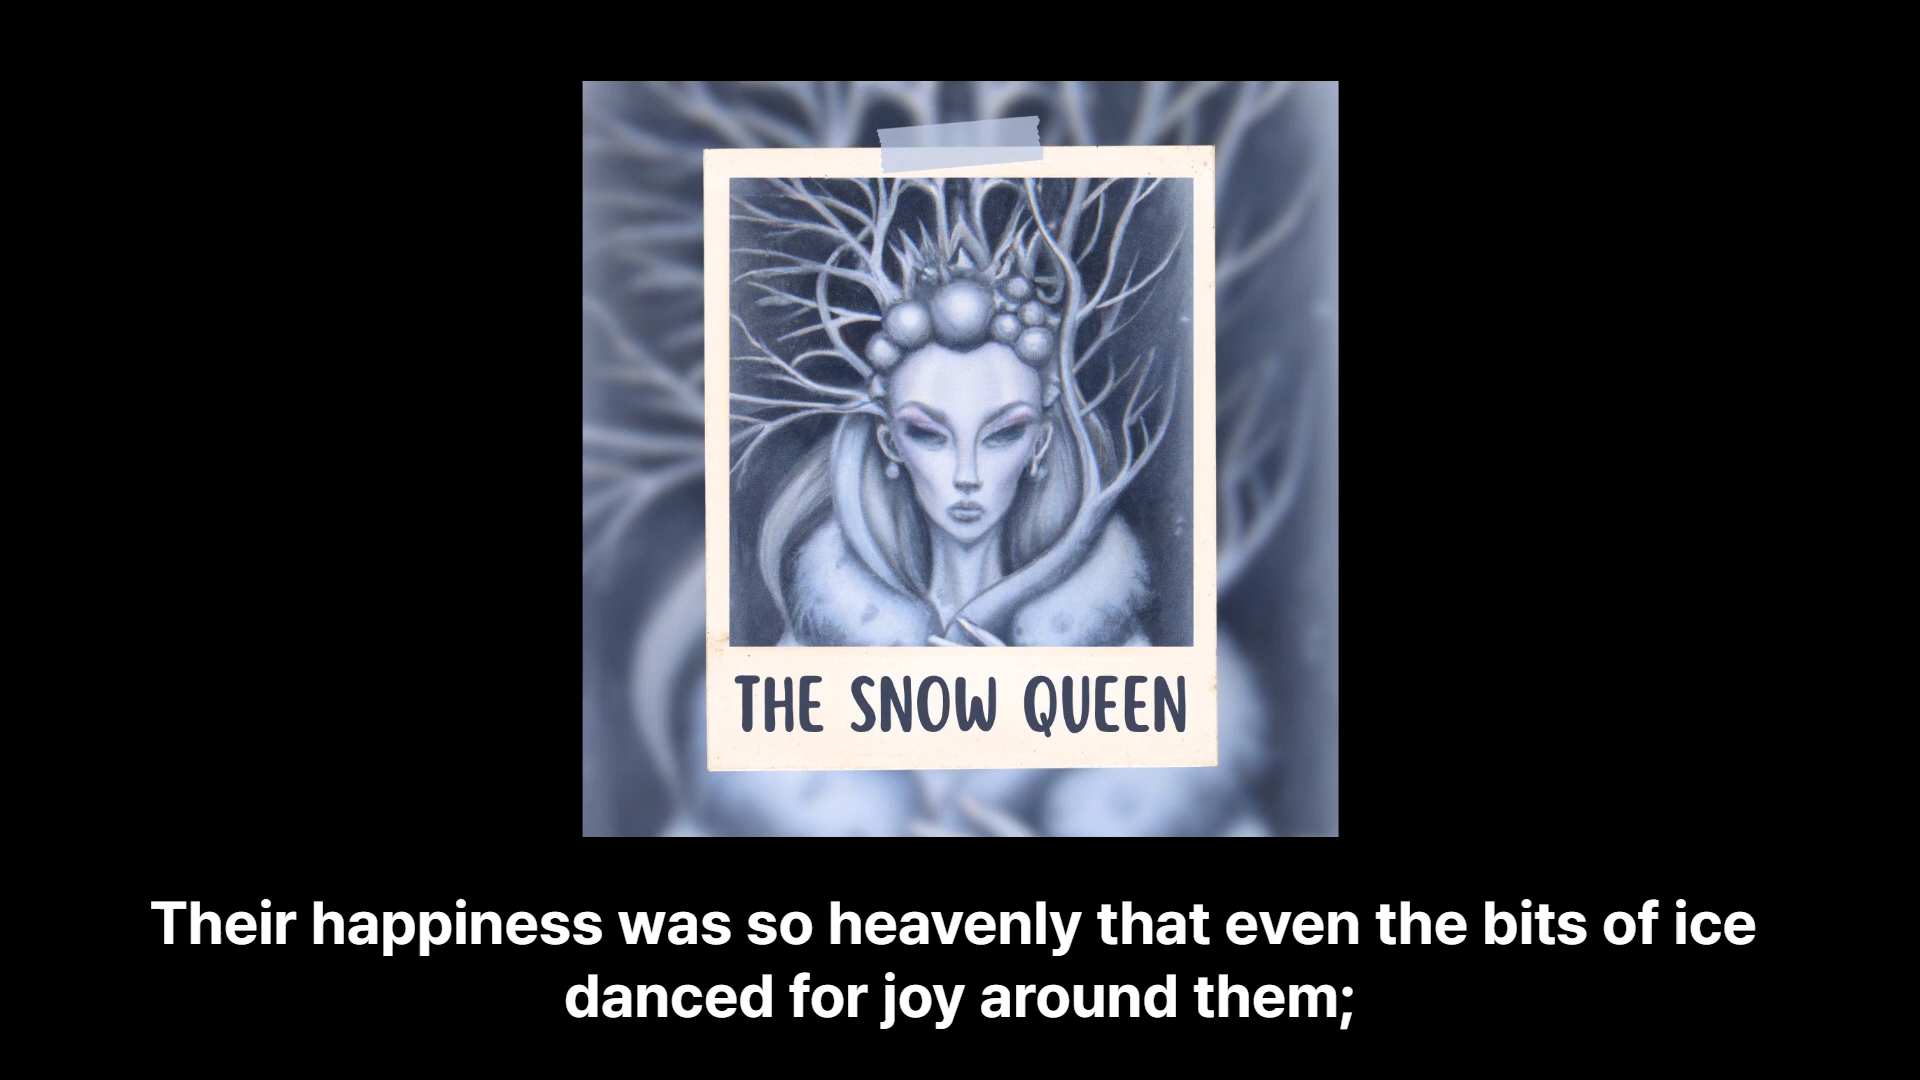 THE SNOW QUEEN
Their happiness was so heavenly that even the bits of ice
danced for joy around them;